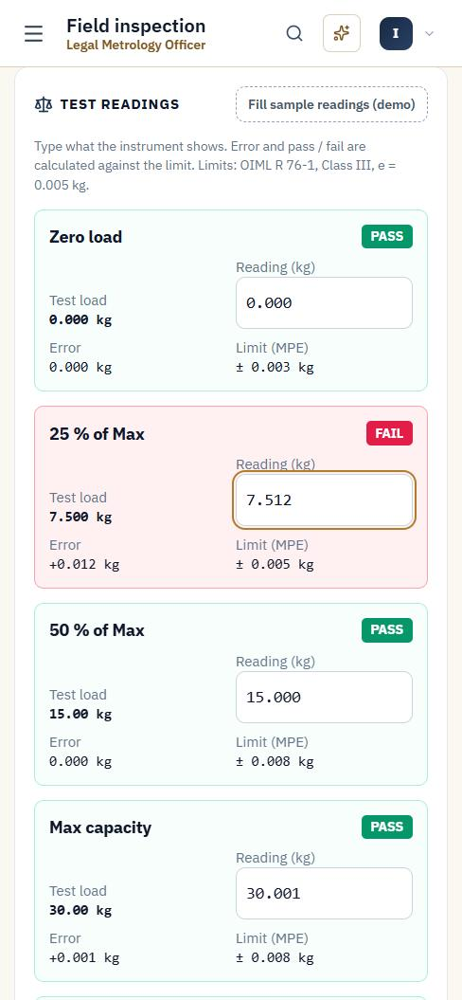 Field inspection
Legal Metrology Officer
I
TEST READINGS
Fill sample readings (demo)
Type what the instrument shows. Error and pass / fail are
calculated against the limit. Limits: OIML R 76-1, Class III, e =
0.005 kg.
Zero load
PASS
Reading (kg)
Test load
0.000
0.000 kg
Error
Limit (MPE)
0.000 kg
± 0.003 kg
25 % of Max
FAIL
Reading (kg)
Test load
7.512
7.500 kg
Error
Limit (MPE)
+0.012 kg
± 0.005 kg
50 % of Max
PASS
Reading (kg)
Test load
15.000
15.00 kg
Error
Limit (MPE)
0.000 kg
± 0.008 kg
Max capacity
PASS
Reading (kg)
Test load
30.001
30.00 kg
Error
Limit (MPE)
+0.001 kg
± 0.008 kg